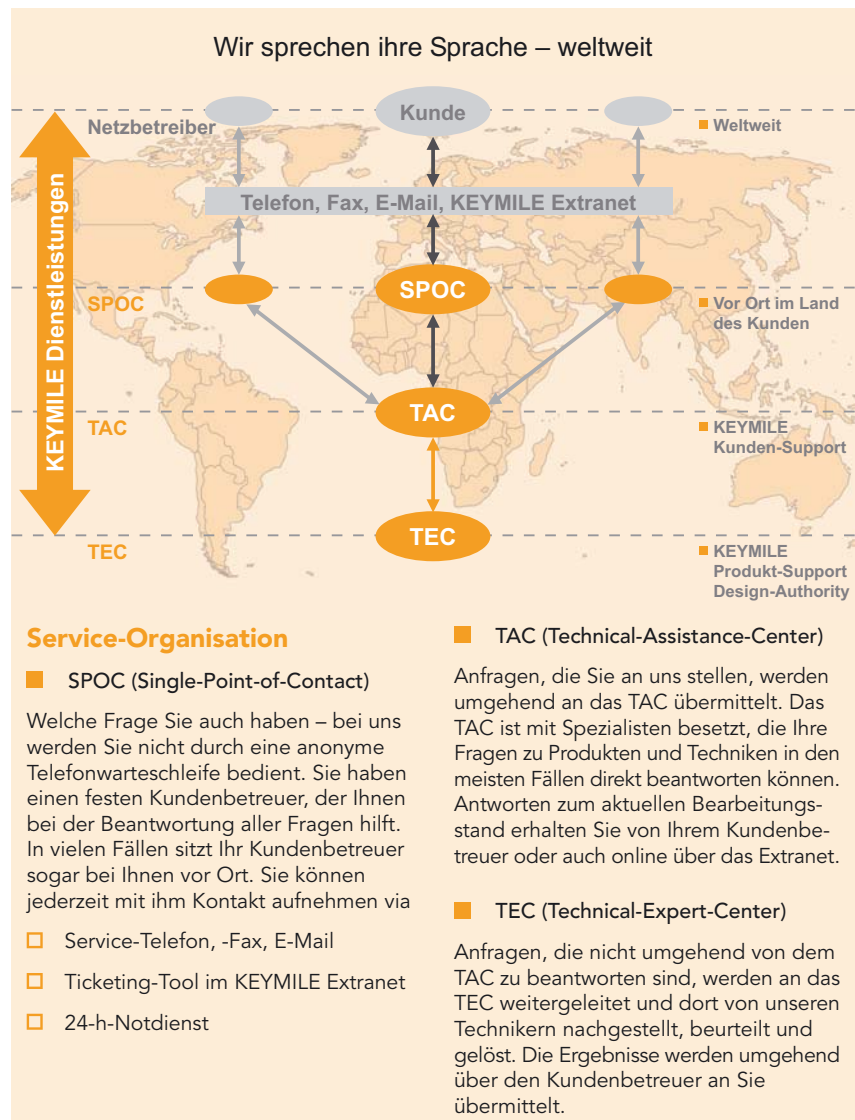 Wir sprechen ihre Sprache – weltweit
Kunde
Netzbetreiber
Weltweit
Telefon, Fax, E-Mail, KEYMILE Extranet
KEYMILE Dienstleistungen
SPOC
SPOC
Vor Ort im Land
des Kunden
TAC
TAC
KEYMILE
Kunden-Support
TEC
TEC
KEYMILE
Produkt-Support
Design-Authority
Service-Organisation
SPOC (Single-Point-of-Contact)
Welche Frage Sie auch haben – bei uns
werden Sie nicht durch eine anonyme
Telefonwarteschleife bedient. Sie haben
einen festen Kundenbetreuer, der Ihnen
bei der Beantwortung aller Fragen hilft.
In vielen Fällen sitzt Ihr Kundenbetreuer
sogar bei Ihnen vor Ort. Sie können
jederzeit mit ihm Kontakt aufnehmen via
Service-Telefon, -Fax, E-Mail
Ticketing-Tool im KEYMILE Extranet
24-h-Notdienst
TAC (Technical-Assistance-Center)
Anfragen, die Sie an uns stellen, werden
umgehend an das TAC übermittelt. Das
TAC ist mit Spezialisten besetzt, die Ihre
Fragen zu Produkten und Techniken in den
meisten Fällen direkt beantworten können.
Antworten zum aktuellen Bearbeitungs-
stand erhalten Sie von Ihrem Kundenbe-
treuer oder auch online über das Extranet.
TEC (Technical-Expert-Center)
Anfragen, die nicht umgehend von dem
TAC zu beantworten sind, werden an das
TEC weitergeleitet und dort von unseren
Technikern nachgestellt, beurteilt und
gelöst. Die Ergebnisse werden umgehend
über den Kundenbetreuer an Sie
übermittelt.